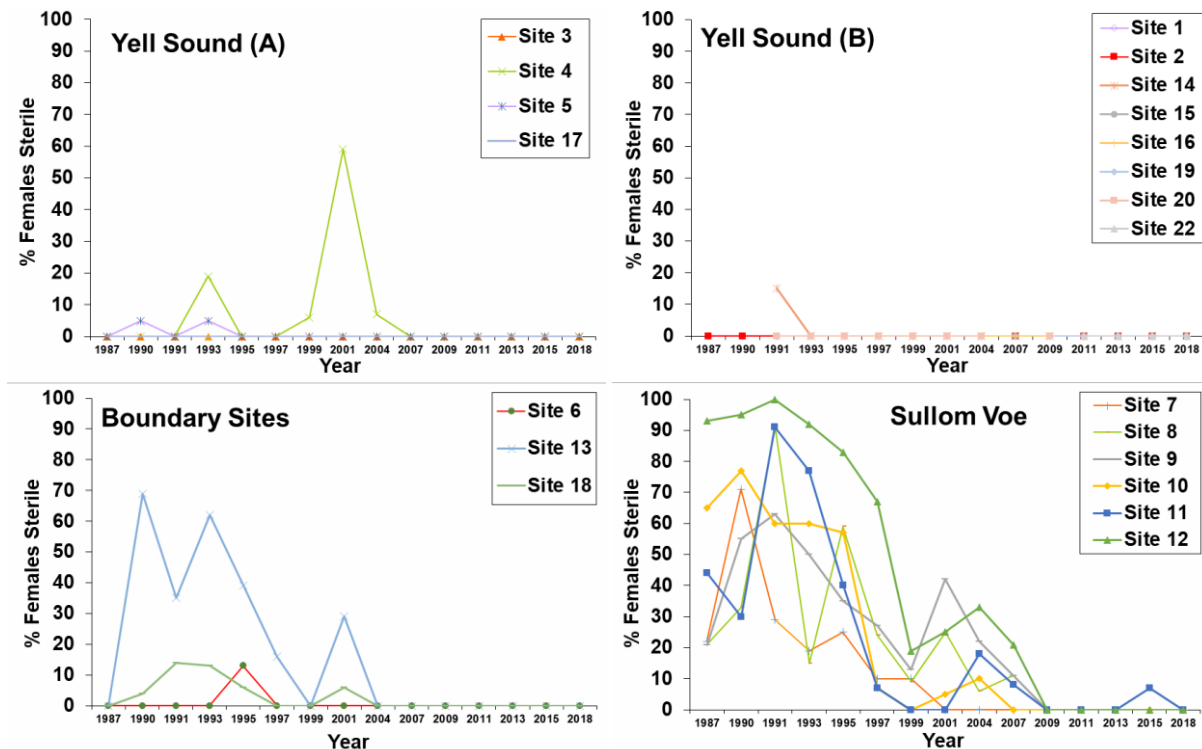 Yell Sound (A)
Site 3
Site 4
Site 5
Site 17
% Females Sterile
100
90
80
70
60
50
40
30
20
10
0
1987 1990 1991 1993 1995 1997 1999 2001 2004 2007 2009 2011 2013 2015 2018
Year
Yell Sound (B)
Site 1
Site 2
Site 14
Site 15
Site 16
Site 19
Site 20
Site 22
% Females Sterile
100
90
80
70
60
50
40
30
20
10
0
1987 1990 1991 1993 1995 1997 1999 2001 2004 2007 2009 2011 2013 2015 2018
Year
Boundary Sites
Site 6
Site 13
Site 18
% Females Sterile
100
90
80
70
60
50
40
30
20
10
0
1987 1990 1991 1993 1995 1997 1999 2001 2004 2007 2009 2011 2013 2015 2018
Year
Sullom Voe
Site 7
Site 8
Site 9
Site 10
Site 11
Site 12
% Females Sterile
100
90
80
70
60
50
40
30
20
10
0
1987 1990 1991 1993 1995 1997 1999 2001 2004 2007 2009 2011 2013 2015 2018
Year